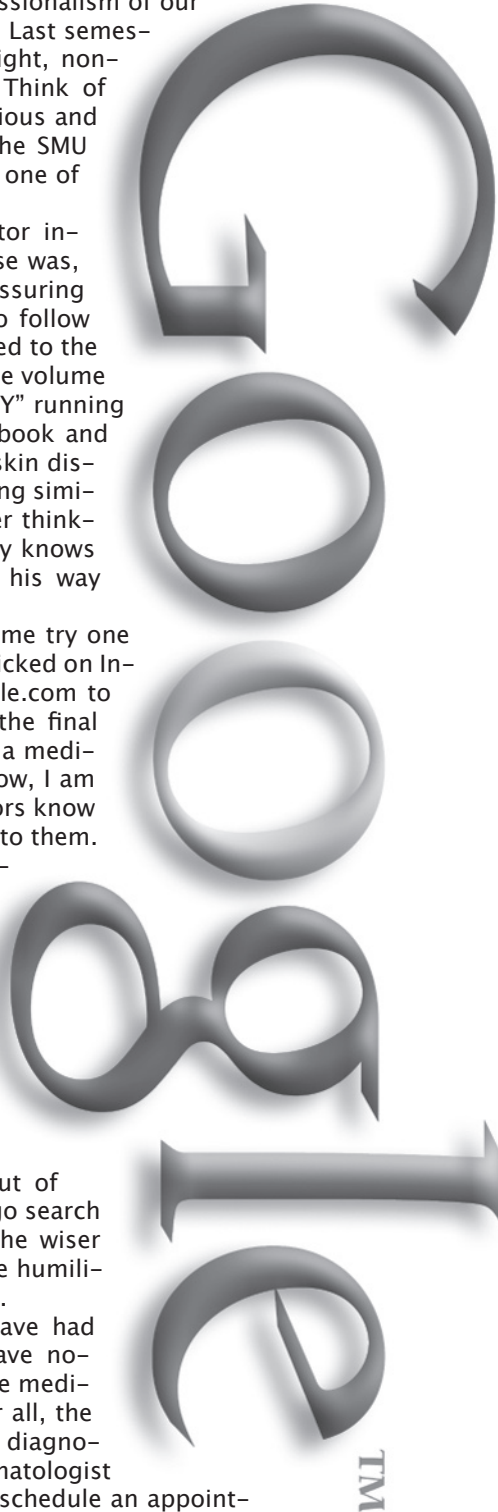 ssionalism of our
Last semes-
ight, non-
Think of
ious and
he SMU
one of
tor in-
se was,
ssuring
o follow
ed to the
e volume
Y” running
book and
skin dis-
ng simi-
er think-
y knows
his way
me try one
icked on In-
le.com to
the final
a medi-
ow, I am
ors know
to them.
-
ut of
go search
he wiser
e humili-
.
ave had
ave no-
e medi-
r all, the
diagno-
matologist
schedule an appoint-
Google
TM